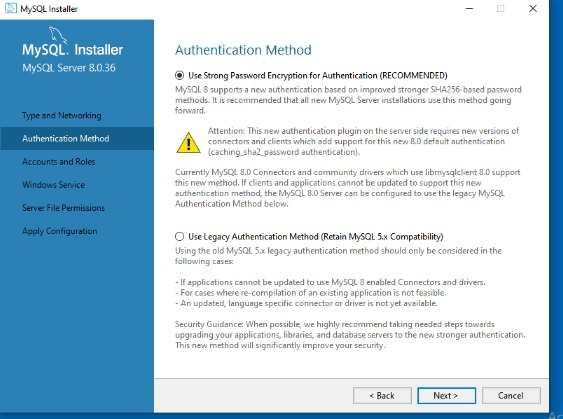 MySQL Installer
MySQL. Installer
MySQL Server 8.0.36
Type and Networking
Authentication Method
Accounts and Roles
Windows Service
Server File Permissions
Apply Configuration
Authentication Method
Use Strong Password Encryption for Authentication (RECOMMENDED)
MySQL 8 supports a new authentication based on improved stronger SHA256-based password
methods. It is recommended that all new MySQL Server installations use this method going
forward.
Attention: This new authentication plugin on the server side requires new versions of
connectors and clients which add support for this new 8.0 default authentication
(caching_sha2_password authentication).
Currently MySQL 8.0 Connectors and community drivers which use libmysqlclient 8.0 support
this new method. If clients and applications cannot be updated to support this new
authentication method, the MySQL 8.0 Server can be configured to use the legacy MySQL
Authentication Method below.
Use Legacy Authentication Method (Retain MySQL 5.x Compatibility)
Using the old MySQL 5.x legacy authentication method should only be considered in the
following cases:
- If applications cannot be updated to use MySQL 8 enabled Connectors and drivers.
- For cases where re-compilation of an existing application is not feasible.
- An updated, language specific connector or driver is not yet available.
Security Guidance: When possible, we highly recommend taking needed steps towards
upgrading your applications, libraries, and database servers to the new stronger authentication.
This new method will significantly improve your security.
< Back
Next >
Cancel